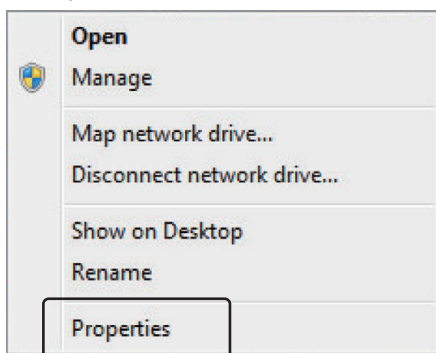 Open
Manage
Map network drive...
Disconnect network drive...
Show on Desktop
Rename
Properties